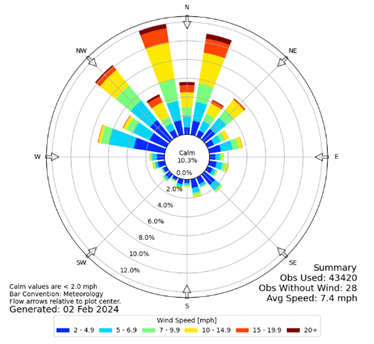 N
NW
NE
Calm
10.3%
W
E
0.0%
2.0%
4.0%
6.0%
8.0%
10.0%
12.0%
SW
SE
S
Calm values are < 2.0 mph
Bar Convention: Meteorology
Flow arrows relative to plot center.
Generated: 02 Feb 2024
Summary
Obs Used: 43420
Obs Without Wind: 28
Avg Speed: 7.4 mph
Wind Speed [mph]
2 - 4.9 5 - 6.9 7 - 9.9 10 - 14.9 15 - 19.9 20+